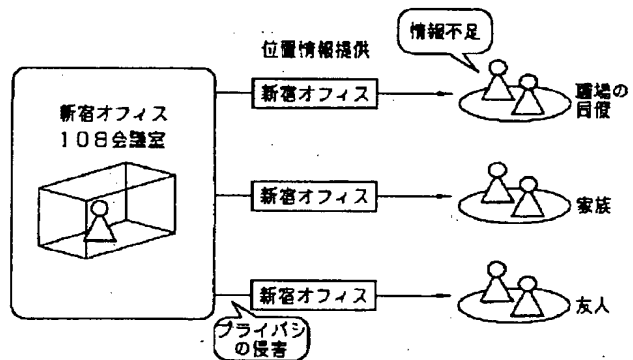 情報不足
位置情報提供
新宿オフィス
108会議室
新宿オフィス
職場の
同僚
新宿オフィス
家族
新宿オフィス
友人
プライバシ
の侵害